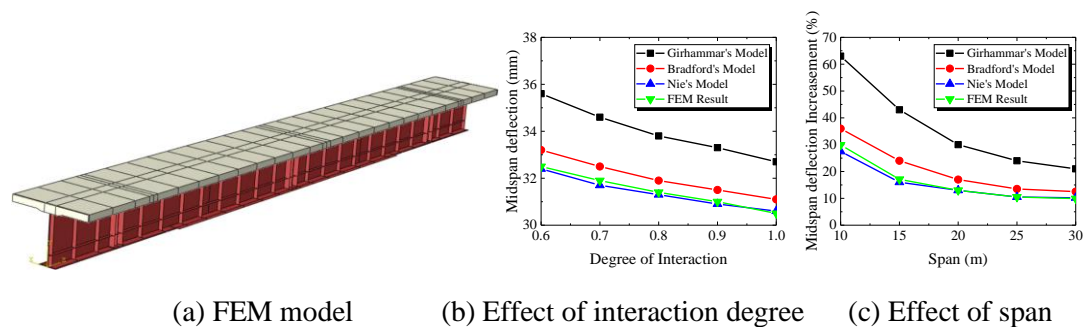 38
36
34
32
30
Midspan deflection (mm)
Girhammar's Model
Bradford's Model
Nie's Model
FEM Result
0.6 0.7 0.8 0.9 1.0
Degree of Interaction
70
60
50
40
30
20
10
0
Midspan deflection Increasement (%)
Girhammar's Model
Bradford's Model
Nie's Model
FEM Result
10 15 20 25 30
Span (m)
(a) FEM model (b) Effect of interaction degree (c) Effect of span